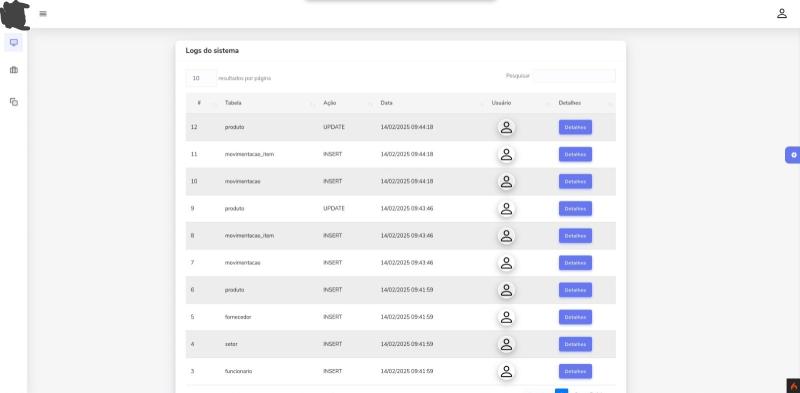 Logs do sistema
10 resultados por página Pesquisar
# Tabela Ação Data Usuário Detalhes
12 produto UPDATE 14/02/2025 09:44:18 Detalhes
11 movimentacao_item INSERT 14/02/2025 09:44:18 Detalhes
10 movimentacao INSERT 14/02/2025 09:44:18 Detalhes
9 produto UPDATE 14/02/2025 09:43:46 Detalhes
8 movimentacao_item INSERT 14/02/2025 09:43:46 Detalhes
7 movimentacao INSERT 14/02/2025 09:43:46 Detalhes
6 produto INSERT 14/02/2025 09:41:59 Detalhes
5 fornecedor INSERT 14/02/2025 09:41:59 Detalhes
4 setor INSERT 14/02/2025 09:41:59 Detalhes
3 funcionario INSERT 14/02/2025 09:41:59 Detalhes